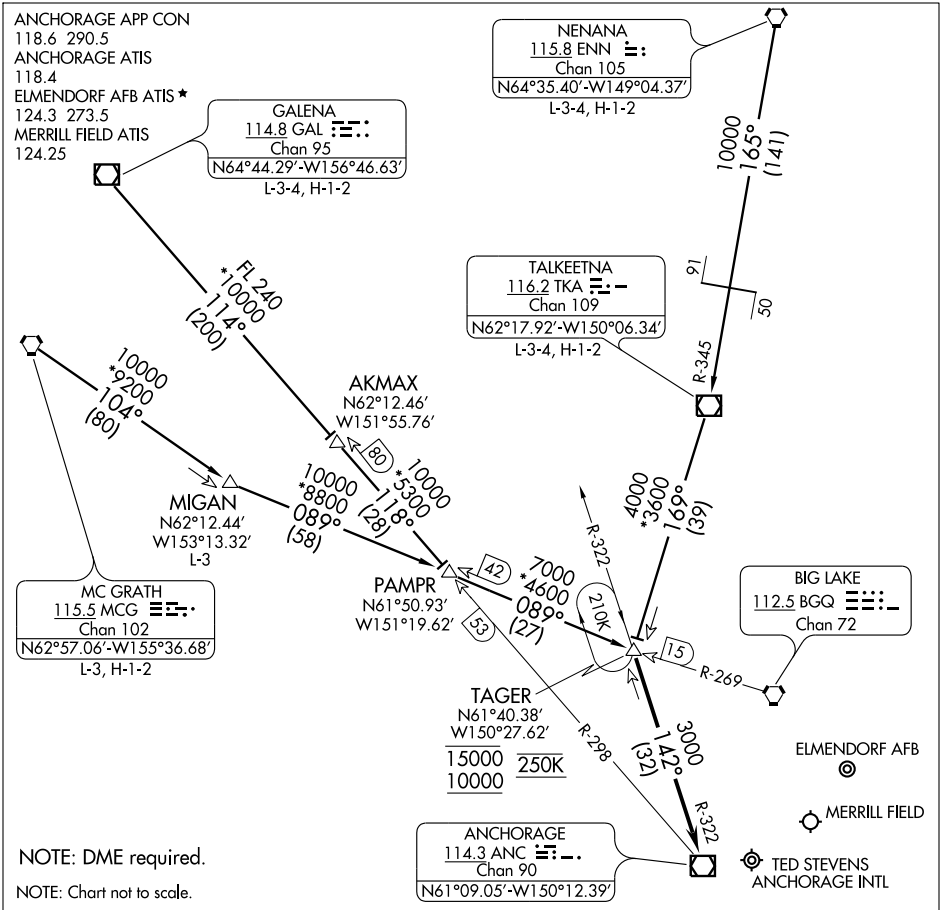 ANCHORAGE APP CON
118.6 290.5
ANCHORAGE ATIS
118.4
ELMENDORF AFB ATIS ★
124.3 273.5
MERRILL FIELD ATIS
124.25
GALENA
114.8 GAL
Chan 95
N64°44.29'-W156°46.63'
L-3-4, H-1-2
NENANA
115.8 ENN
Chan 105
N64°35.40'-W149°04.37'
L-3-4, H-1-2
10000
165°
(141)
TALKEETNA
116.2 TKA
Chan 109
N62°17.92'-W150°06.34'
L-3-4, H-1-2
91
50
R-345
FL 240
*10000
114°
(200)
10000
*9200
104°
(80)
AKMAX
N62°12.46'
W151°55.76'
80
10000
*5300
118°
(28)
MIGAN
N62°12.44'
W153°13.32'
L-3
10000
*8800
089°
(58)
4000
*3600
169°
(39)
MC GRATH
115.5 MCG
Chan 102
N62°57.06'-W155°36.68'
L-3, H-1-2
PAMPR
N61°50.93'
W151°19.62'
42
53
7000
*4600
089°
(27)
R-322
210K
BIG LAKE
112.5 BGQ
Chan 72
15
R-269
TAGER
N61°40.38'
W150°27.62'
15000
10000
250K
R-298
3000
142°
(32)
R-322
ELMENDORF AFB
MERRILL FIELD
TED STEVENS
ANCHORAGE INTL
ANCHORAGE
114.3 ANC
Chan 90
N61°09.05'-W150°12.39'
NOTE: DME required.
NOTE: Chart not to scale.